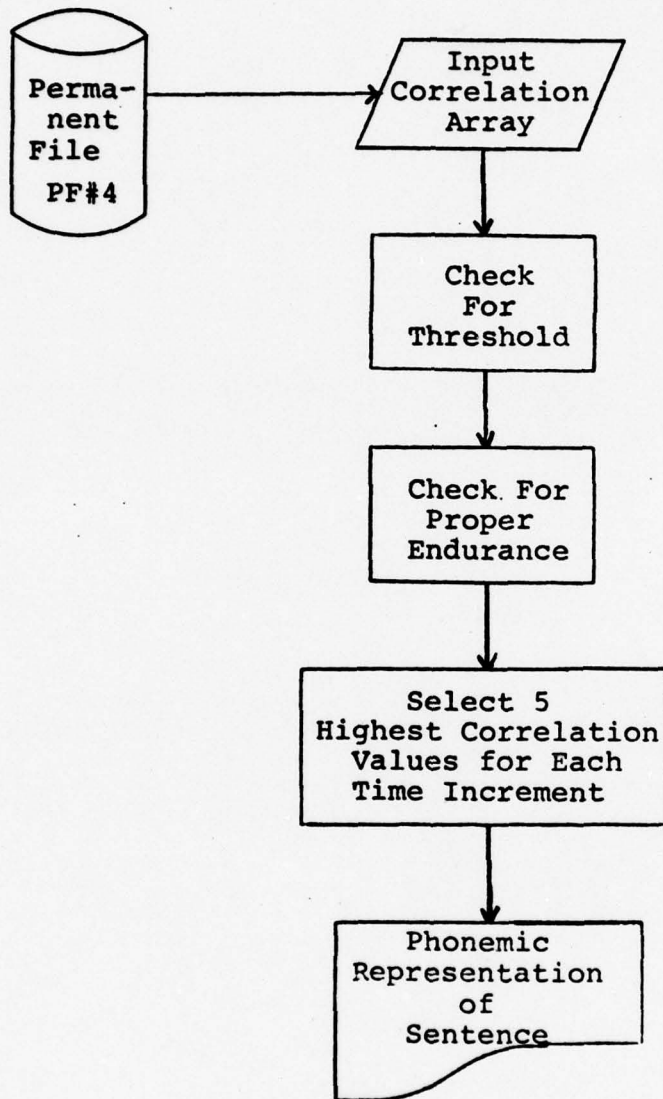 Perma-
nent
File
PF#4
Input
Correlation
Array
Check
For
Threshold
Check For
Proper
Endurance
Select 5
Highest Correlation
Values for Each
Time Increment
Phonemic
Representation
of
Sentence